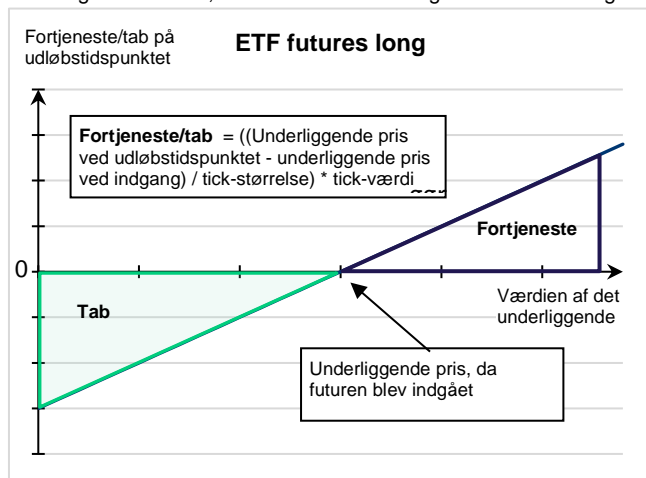 Fortjeneste/tab på
udløbstidspunktet
ETF futures long
Fortjeneste/tab = ((Underliggende pris
ved udløbstidspunktet - underliggende pris
ved indgang) / tick-størrelse) * tick-værdi
Fortjeneste
0
Værdien af det
underliggende
Tab
Underliggende pris, da
futuren blev indgået